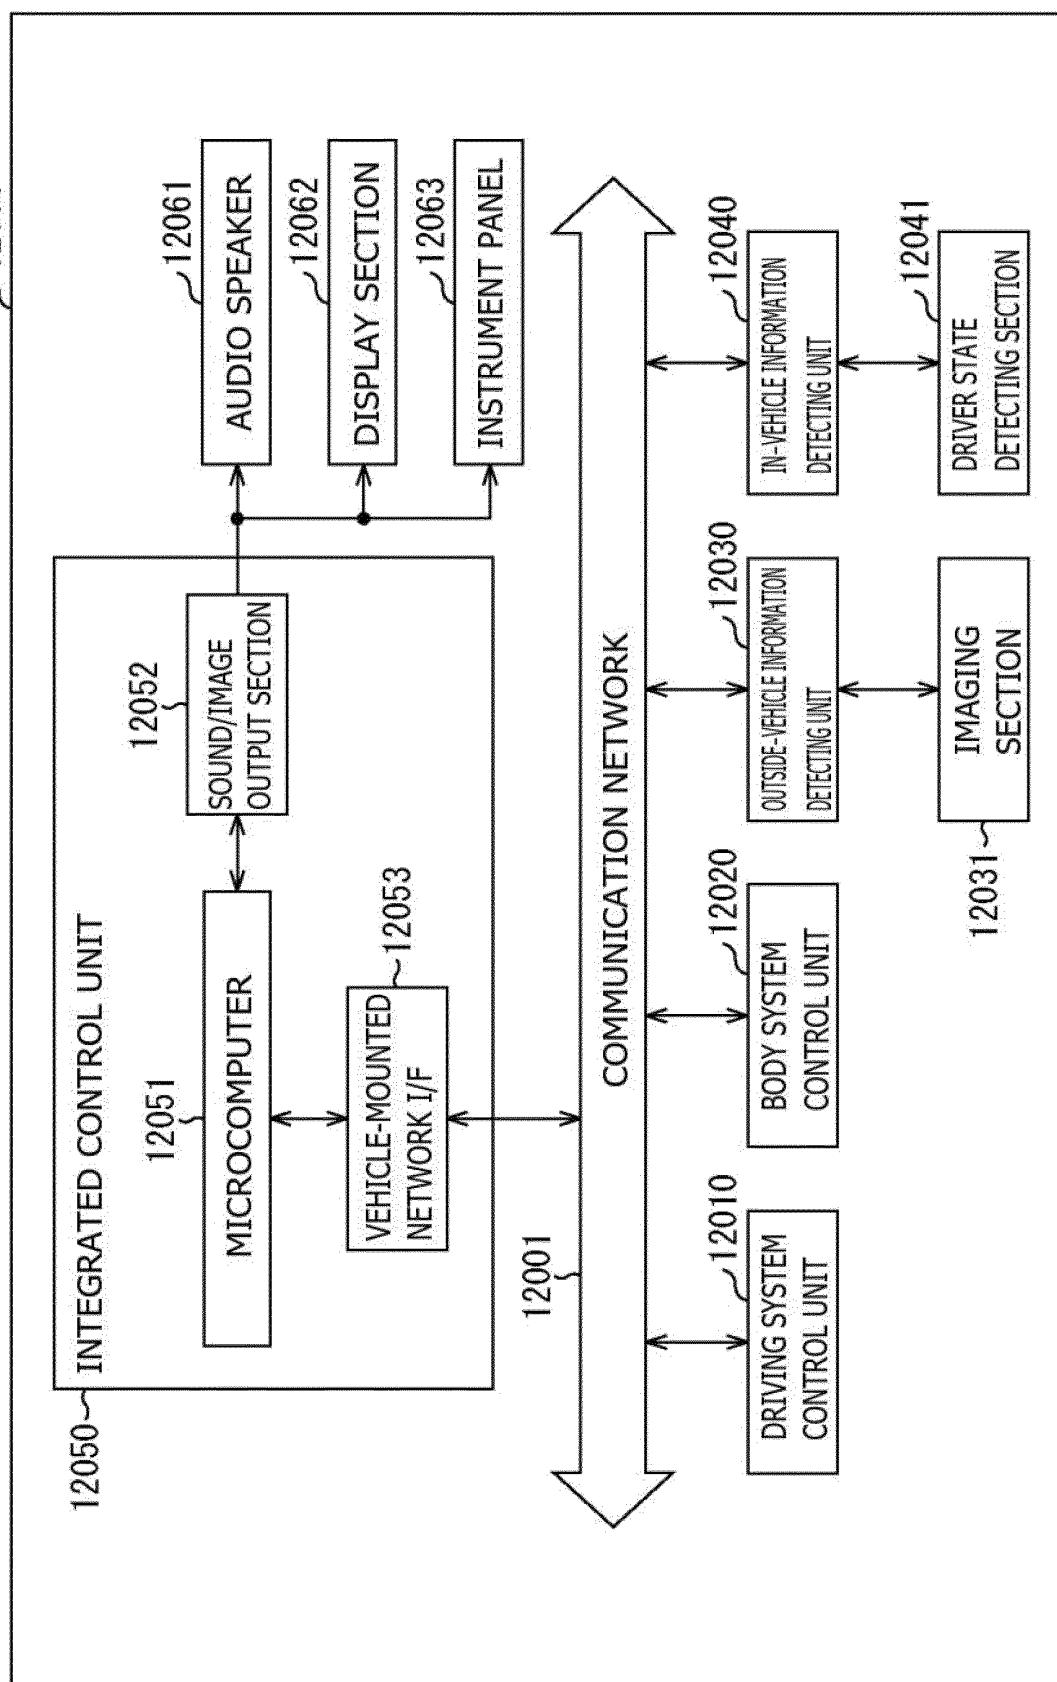 12050
INTEGRATED CONTROL UNIT
12051
MICROCOMPUTER
12052
SOUND/IMAGE
OUTPUT SECTION
12053
VEHICLE-MOUNTED
NETWORK I/F
12061
AUDIO SPEAKER
12062
DISPLAY SECTION
12063
INSTRUMENT PANEL
12001
COMMUNICATION NETWORK
12010
DRIVING SYSTEM
CONTROL UNIT
12020
BODY SYSTEM
CONTROL UNIT
12030
OUTSIDE-VEHICLE INFORMATION
DETECTING UNIT
12040
IN-VEHICLE INFORMATION
DETECTING UNIT
12031
IMAGING
SECTION
12041
DRIVER STATE
DETECTING SECTION